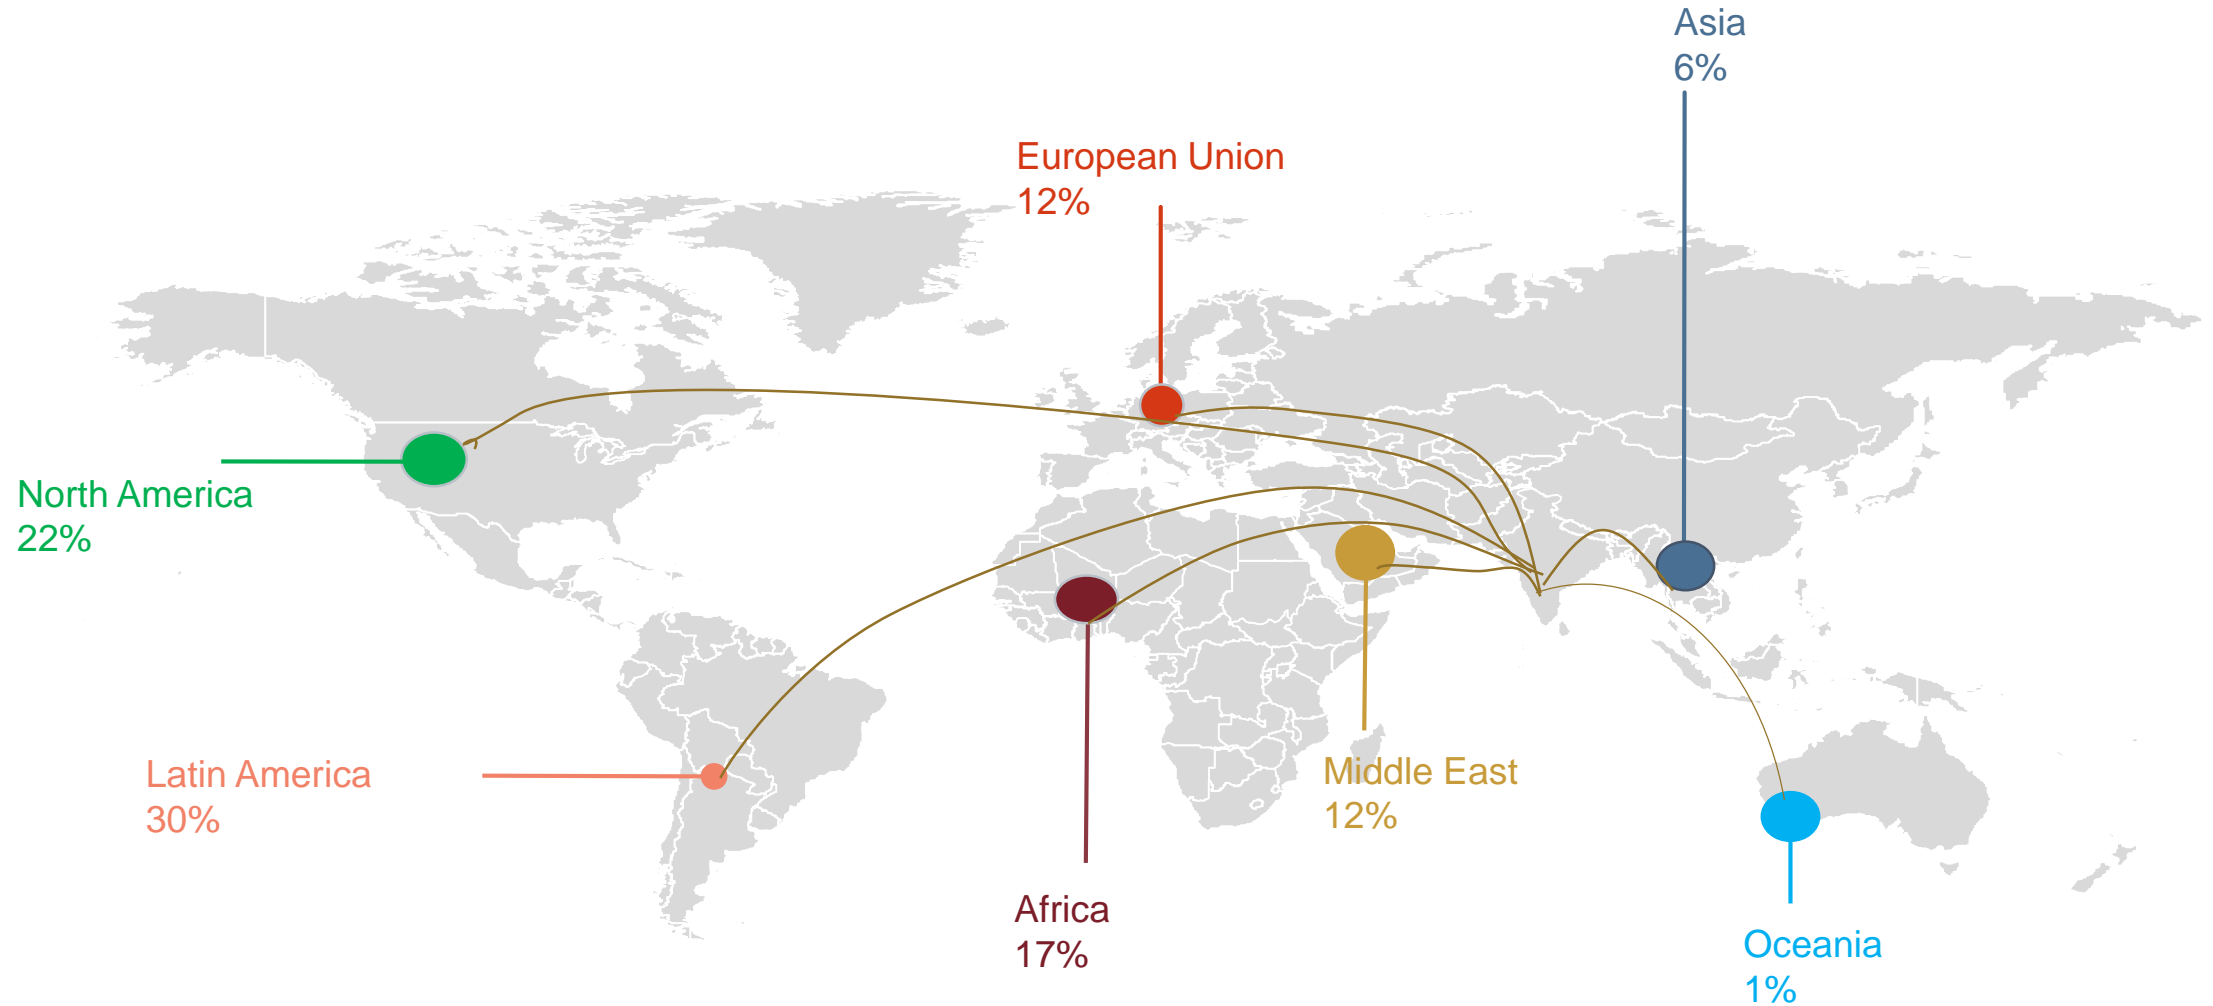 Asia
6%
European Union
12%
North America
22%
Latin America
30%
Middle East
12%
Africa
17%
Oceania
1%